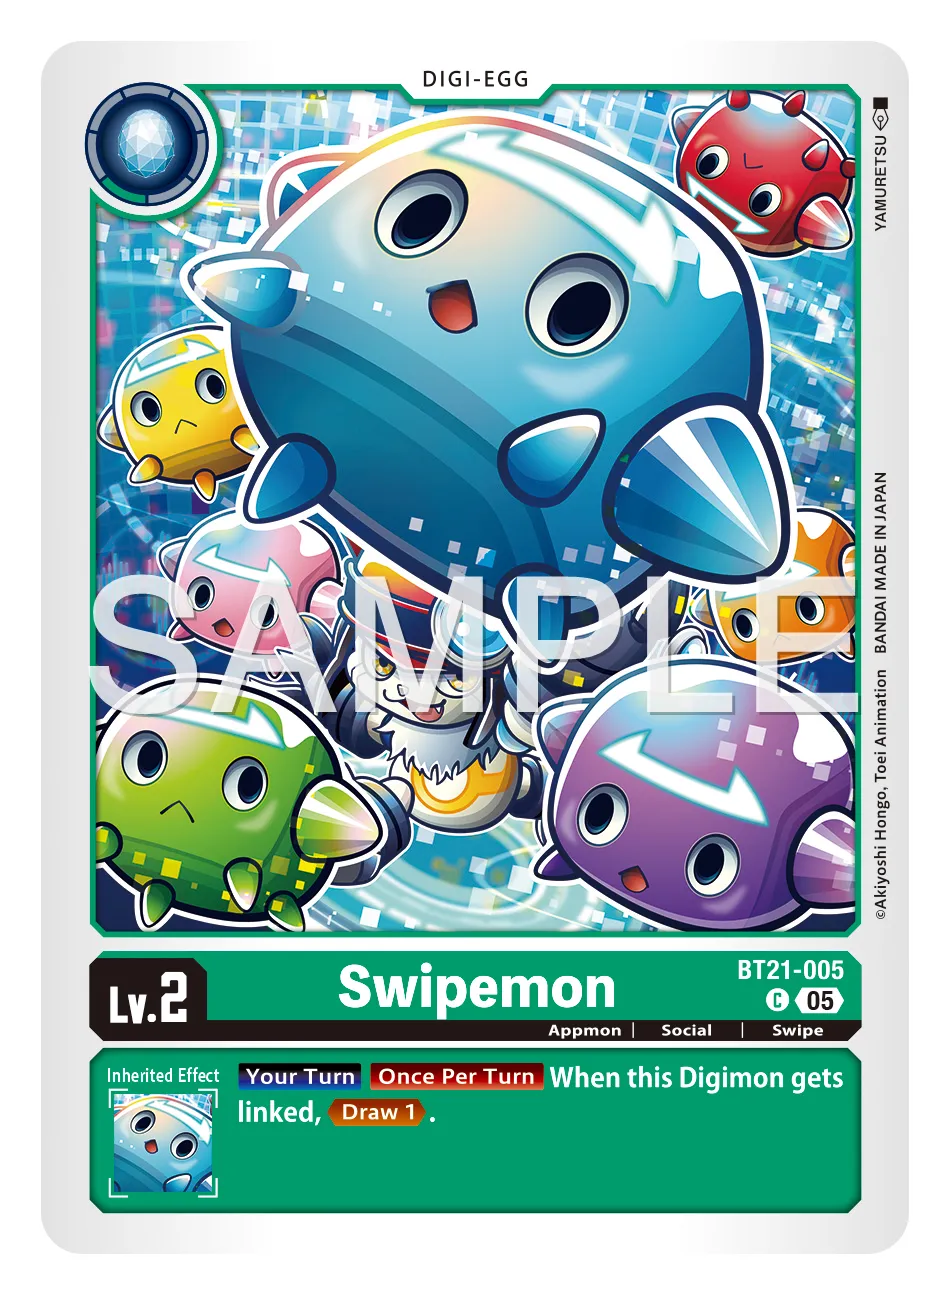 DIGI-EGG
YAMURETSU
SAMPLE
©Akiyoshi Hongo, Toei Animation BANDAI MADE IN JAPAN
Lv.2
Swipemon
BT21-005
C 05
Appmon | Social | Swipe
Inherited Effect
Your Turn Once Per Turn When this Digimon gets
linked, Draw 1 .